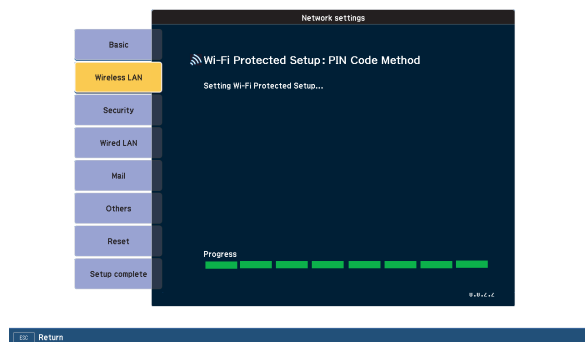 Network settings
Basic
Wireless LAN
Security
Wired LAN
Mail
Others
Reset
Setup complete
Wi-Fi Protected Setup: PIN Code Method
Setting Wi-Fi Protected Setup...
Progress
ESC Return